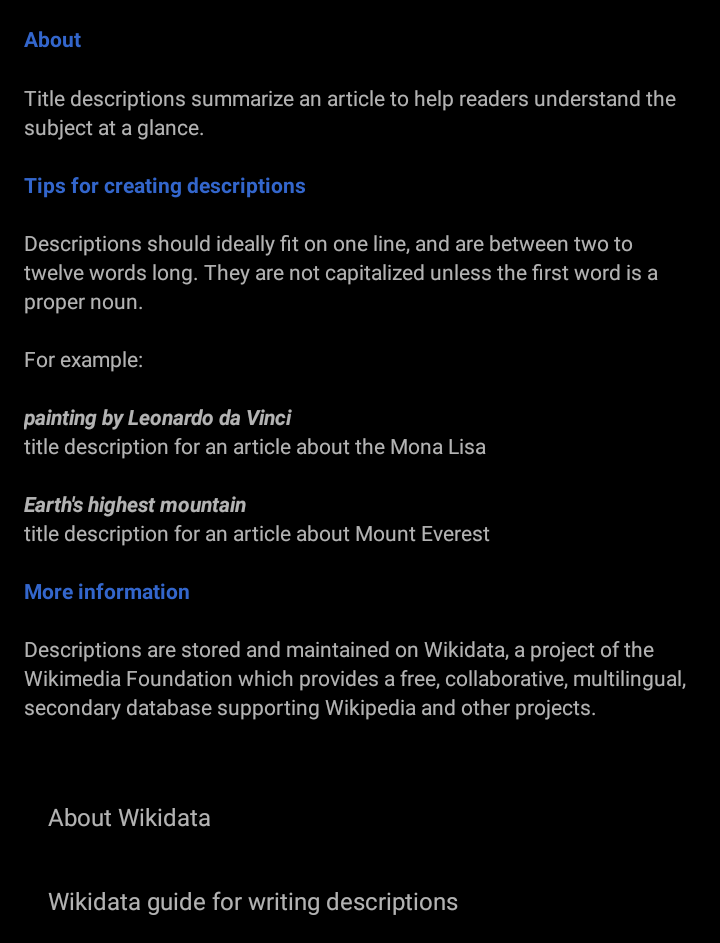 About
Title descriptions summarize an article to help readers understand the
subject at a glance.
Tips for creating descriptions
Descriptions should ideally fit on one line, and are between two to
twelve words long. They are not capitalized unless the first word is a
proper noun.
For example:
painting by Leonardo da Vinci
title description for an article about the Mona Lisa
Earth's highest mountain
title description for an article about Mount Everest
More information
Descriptions are stored and maintained on Wikidata, a project of the
Wikimedia Foundation which provides a free, collaborative, multilingual,
secondary database supporting Wikipedia and other projects.
About Wikidata
Wikidata guide for writing descriptions